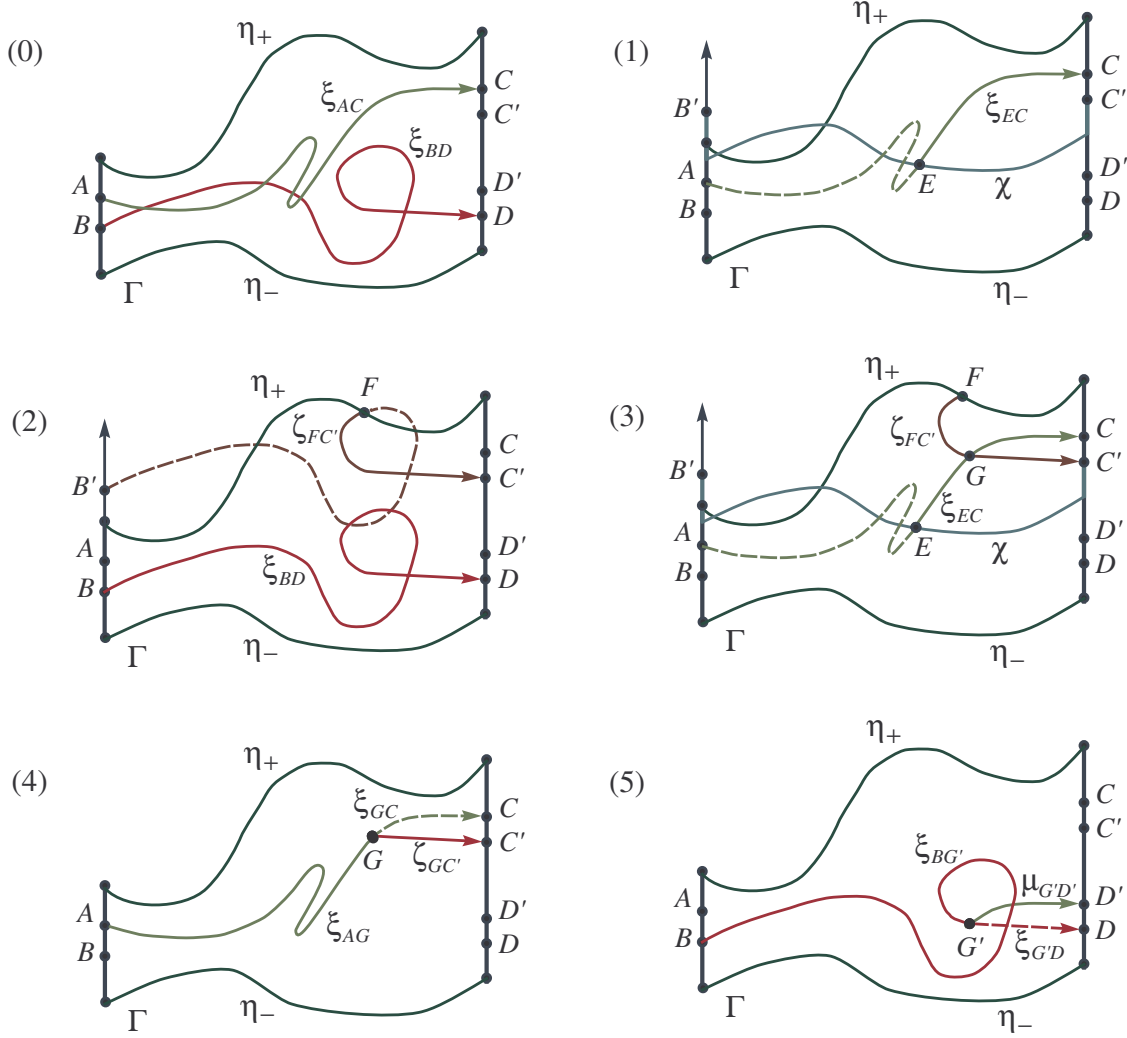 (0)
η+
A
B
Γ
η−
ξAC
ξBD
C
C'
D'
D
(1)
B'
A
B
Γ
η+
ξEC
E
χ
η−
C
C'
D'
D
(2)
B'
A
B
Γ
η+
F
ζFC'
ξBD
η−
C
C'
D'
D
(3)
B'
A
B
Γ
η+
F
ζFC'
G
ξEC
E
χ
η−
C
C'
D'
D
(4)
A
B
Γ
η+
ξGC
G
ζGC'
ξAG
η−
C
C'
D'
D
(5)
A
B
Γ
η+
ξBG'
μG'D'
G'
ξG'D
η−
C
C'
D'
D